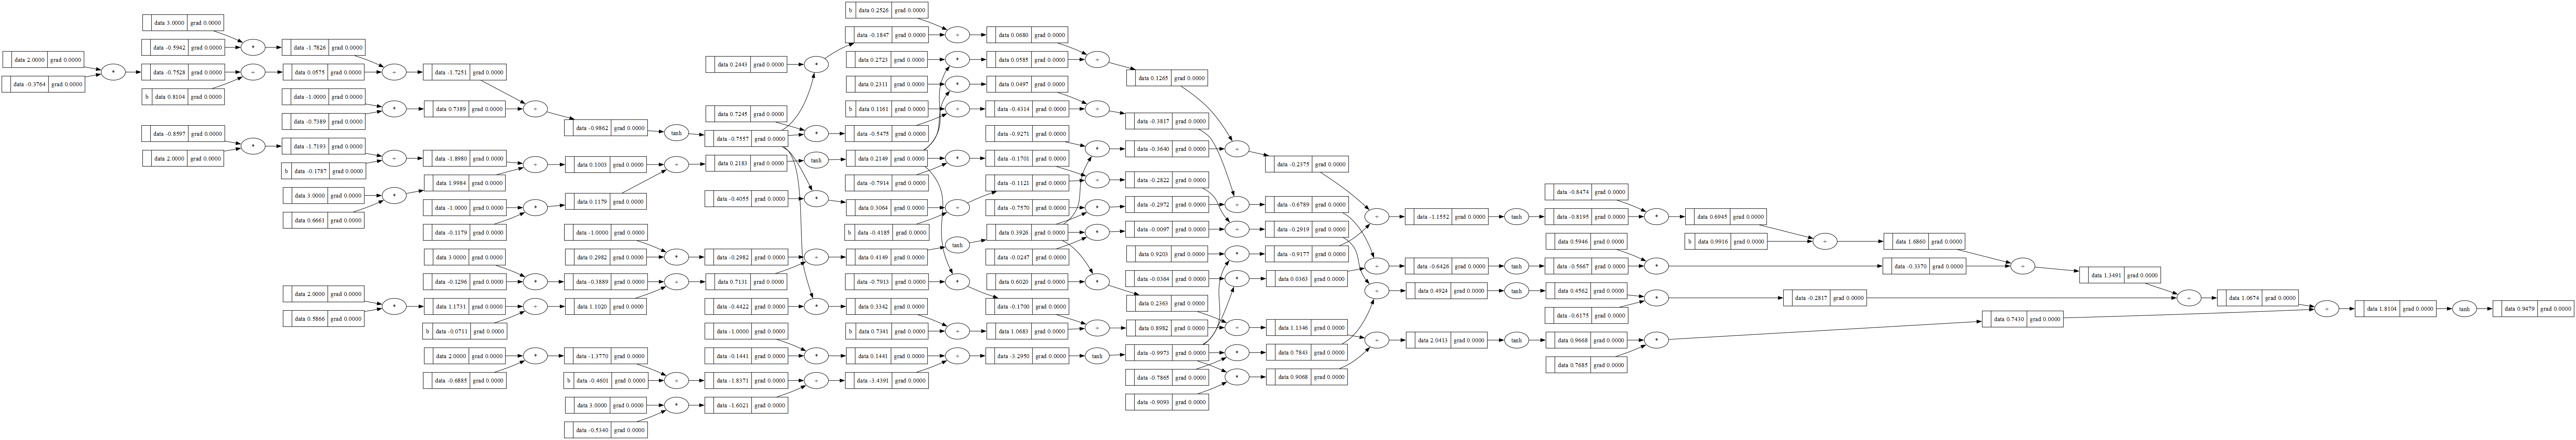 b data 0.2526 grad 0.0000
data 3.0000 grad 0.0000
data -0.1847 grad 0.0000
data 0.0680 grad 0.0000
data -0.5942 grad 0.0000
* data -1.7826 grad 0.0000
data 2.0000 grad 0.0000
data 0.2723 grad 0.0000
* data 0.0585 grad 0.0000
data 0.2443 grad 0.0000
*
data -0.7528 grad 0.0000
data 0.0575 grad 0.0000
data -1.7251 grad 0.0000
data 0.1265 grad 0.0000
data -0.3764 grad 0.0000
*
data 0.2311 grad 0.0000
* data 0.0497 grad 0.0000
b data 0.8104 grad 0.0000
data -1.0000 grad 0.0000
b data 0.1161 grad 0.0000
data -0.4314 grad 0.0000
* data 0.7389 grad 0.0000
data 0.7245 grad 0.0000
data -0.3817 grad 0.0000
data -0.7389 grad 0.0000
data -0.9862 grad 0.0000
tanh
data -0.8597 grad 0.0000
* data -0.5475 grad 0.0000
data -0.9271 grad 0.0000
data -0.7557 grad 0.0000
* data -1.7193 grad 0.0000
* data -0.3640 grad 0.0000
data 2.0000 grad 0.0000
data -1.8980 grad 0.0000
data 0.1003 grad 0.0000
data 0.2183 grad 0.0000
tanh
data 0.2149 grad 0.0000
* data -0.1701 grad 0.0000
data -0.2375 grad 0.0000
b data -0.1787 grad 0.0000
data 1.9984 grad 0.0000
data -0.7914 grad 0.0000
data -0.1121 grad 0.0000
data -0.2822 grad 0.0000
data 3.0000 grad 0.0000
*
data -0.8474 grad 0.0000
data -1.0000 grad 0.0000
data 0.1179 grad 0.0000
data -0.4055 grad 0.0000
* data 0.3064 grad 0.0000
data -0.7570 grad 0.0000
* data -0.2972 grad 0.0000
data -0.6789 grad 0.0000
data 0.6661 grad 0.0000
*
data -1.1552 grad 0.0000
tanh
data -0.8195 grad 0.0000
* data 0.6945 grad 0.0000
data -0.1179 grad 0.0000
data -1.0000 grad 0.0000
b data -0.4185 grad 0.0000
data 0.3926 grad 0.0000
* data -0.0097 grad 0.0000
data -0.2919 grad 0.0000
tanh
data 0.2982 grad 0.0000
* data -0.2982 grad 0.0000
data 0.4149 grad 0.0000
data -0.0247 grad 0.0000
data 0.9203 grad 0.0000
* data -0.9177 grad 0.0000
data 0.5946 grad 0.0000
b data 0.9916 grad 0.0000
data 1.6860 grad 0.0000
data 3.0000 grad 0.0000
data -0.1296 grad 0.0000
* data -0.3889 grad 0.0000
data 0.7131 grad 0.0000
data -0.7913 grad 0.0000
*
data 0.6020 grad 0.0000
*
data -0.0364 grad 0.0000
* data 0.0363 grad 0.0000
data -0.6426 grad 0.0000
tanh
data -0.5667 grad 0.0000
*
data -0.3370 grad 0.0000
data 1.3491 grad 0.0000
data 2.0000 grad 0.0000
data 0.5866 grad 0.0000
* data 1.1731 grad 0.0000
data 1.1020 grad 0.0000
data -0.4422 grad 0.0000
* data 0.3342 grad 0.0000
data -0.1700 grad 0.0000
data 0.2363 grad 0.0000
data 0.4924 grad 0.0000
tanh
data 0.4562 grad 0.0000
* data -0.2817 grad 0.0000
data 1.0674 grad 0.0000
data -0.6175 grad 0.0000
b data -0.0711 grad 0.0000
data -1.0000 grad 0.0000
b data 0.7341 grad 0.0000
data 1.0683 grad 0.0000
data 0.8982 grad 0.0000
data 1.1346 grad 0.0000
data 0.7430 grad 0.0000
data 1.8104 grad 0.0000
tanh
data 0.9479 grad 0.0000
data 2.0413 grad 0.0000
tanh
data 0.9668 grad 0.0000
*
data 2.0000 grad 0.0000
* data -1.3770 grad 0.0000
data -0.1441 grad 0.0000
* data 0.1441 grad 0.0000
data -3.2950 grad 0.0000
tanh
data -0.9973 grad 0.0000
* data 0.7843 grad 0.0000
data 0.7685 grad 0.0000
data -0.6885 grad 0.0000
b data -0.4601 grad 0.0000
data -1.8371 grad 0.0000
data -3.4391 grad 0.0000
data -0.7865 grad 0.0000
* data 0.9068 grad 0.0000
data 3.0000 grad 0.0000
* data -1.6021 grad 0.0000
data -0.9093 grad 0.0000
data -0.5340 grad 0.0000